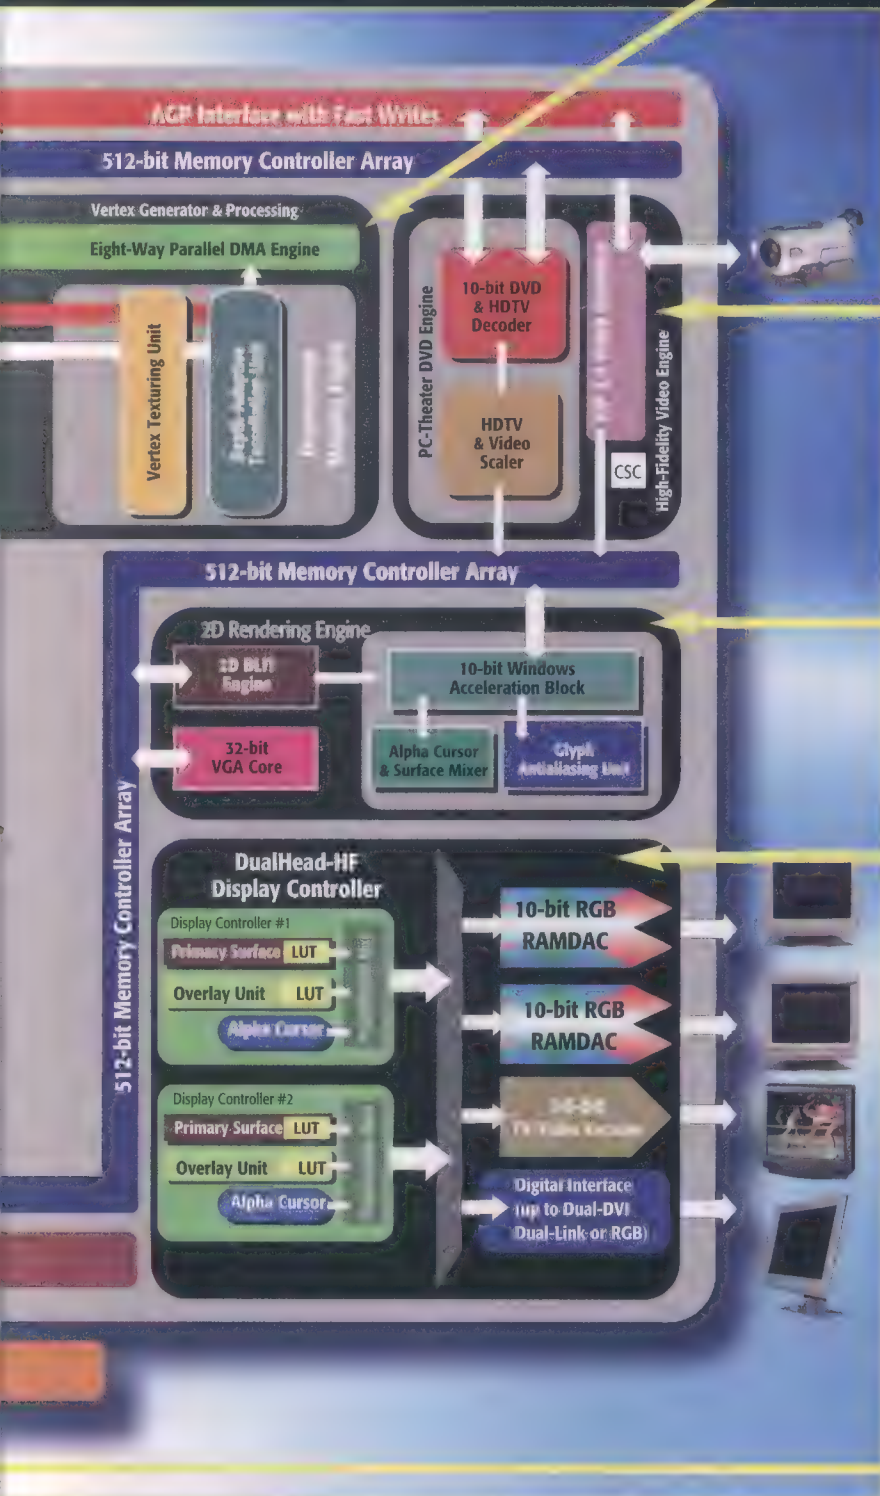 AGP Interface with Fast Writes
512-bit Memory Controller Array
Vertex Generator & Processing
Eight-Way Parallel DMA Engine
Vertex Texturing Unit
PC-Theater DVD Engine
10-bit DVD
& HDTV
Decoder
HDTV
& Video
Scaler
CSC
High-Fidelity Video Engine
512-bit Memory Controller Array
2D Rendering Engine
2D BLIT
Engine
10-bit Windows
Acceleration Block
32-bit
VGA Core
Alpha Cursor
& Surface Mixer
Glyph
Antialiasing Unit
512-bit Memory Controller Array
DualHead-HF
Display Controller
Display Controller #1
Primary Surface LUT
Overlay Unit LUT
Alpha Cursor
10-bit RGB
RAMDAC
10-bit RGB
RAMDAC
Display Controller #2
Primary Surface LUT
Overlay Unit LUT
Alpha Cursor
Digital Interface
(up to Dual-DVI
Dual-Link or RGB)